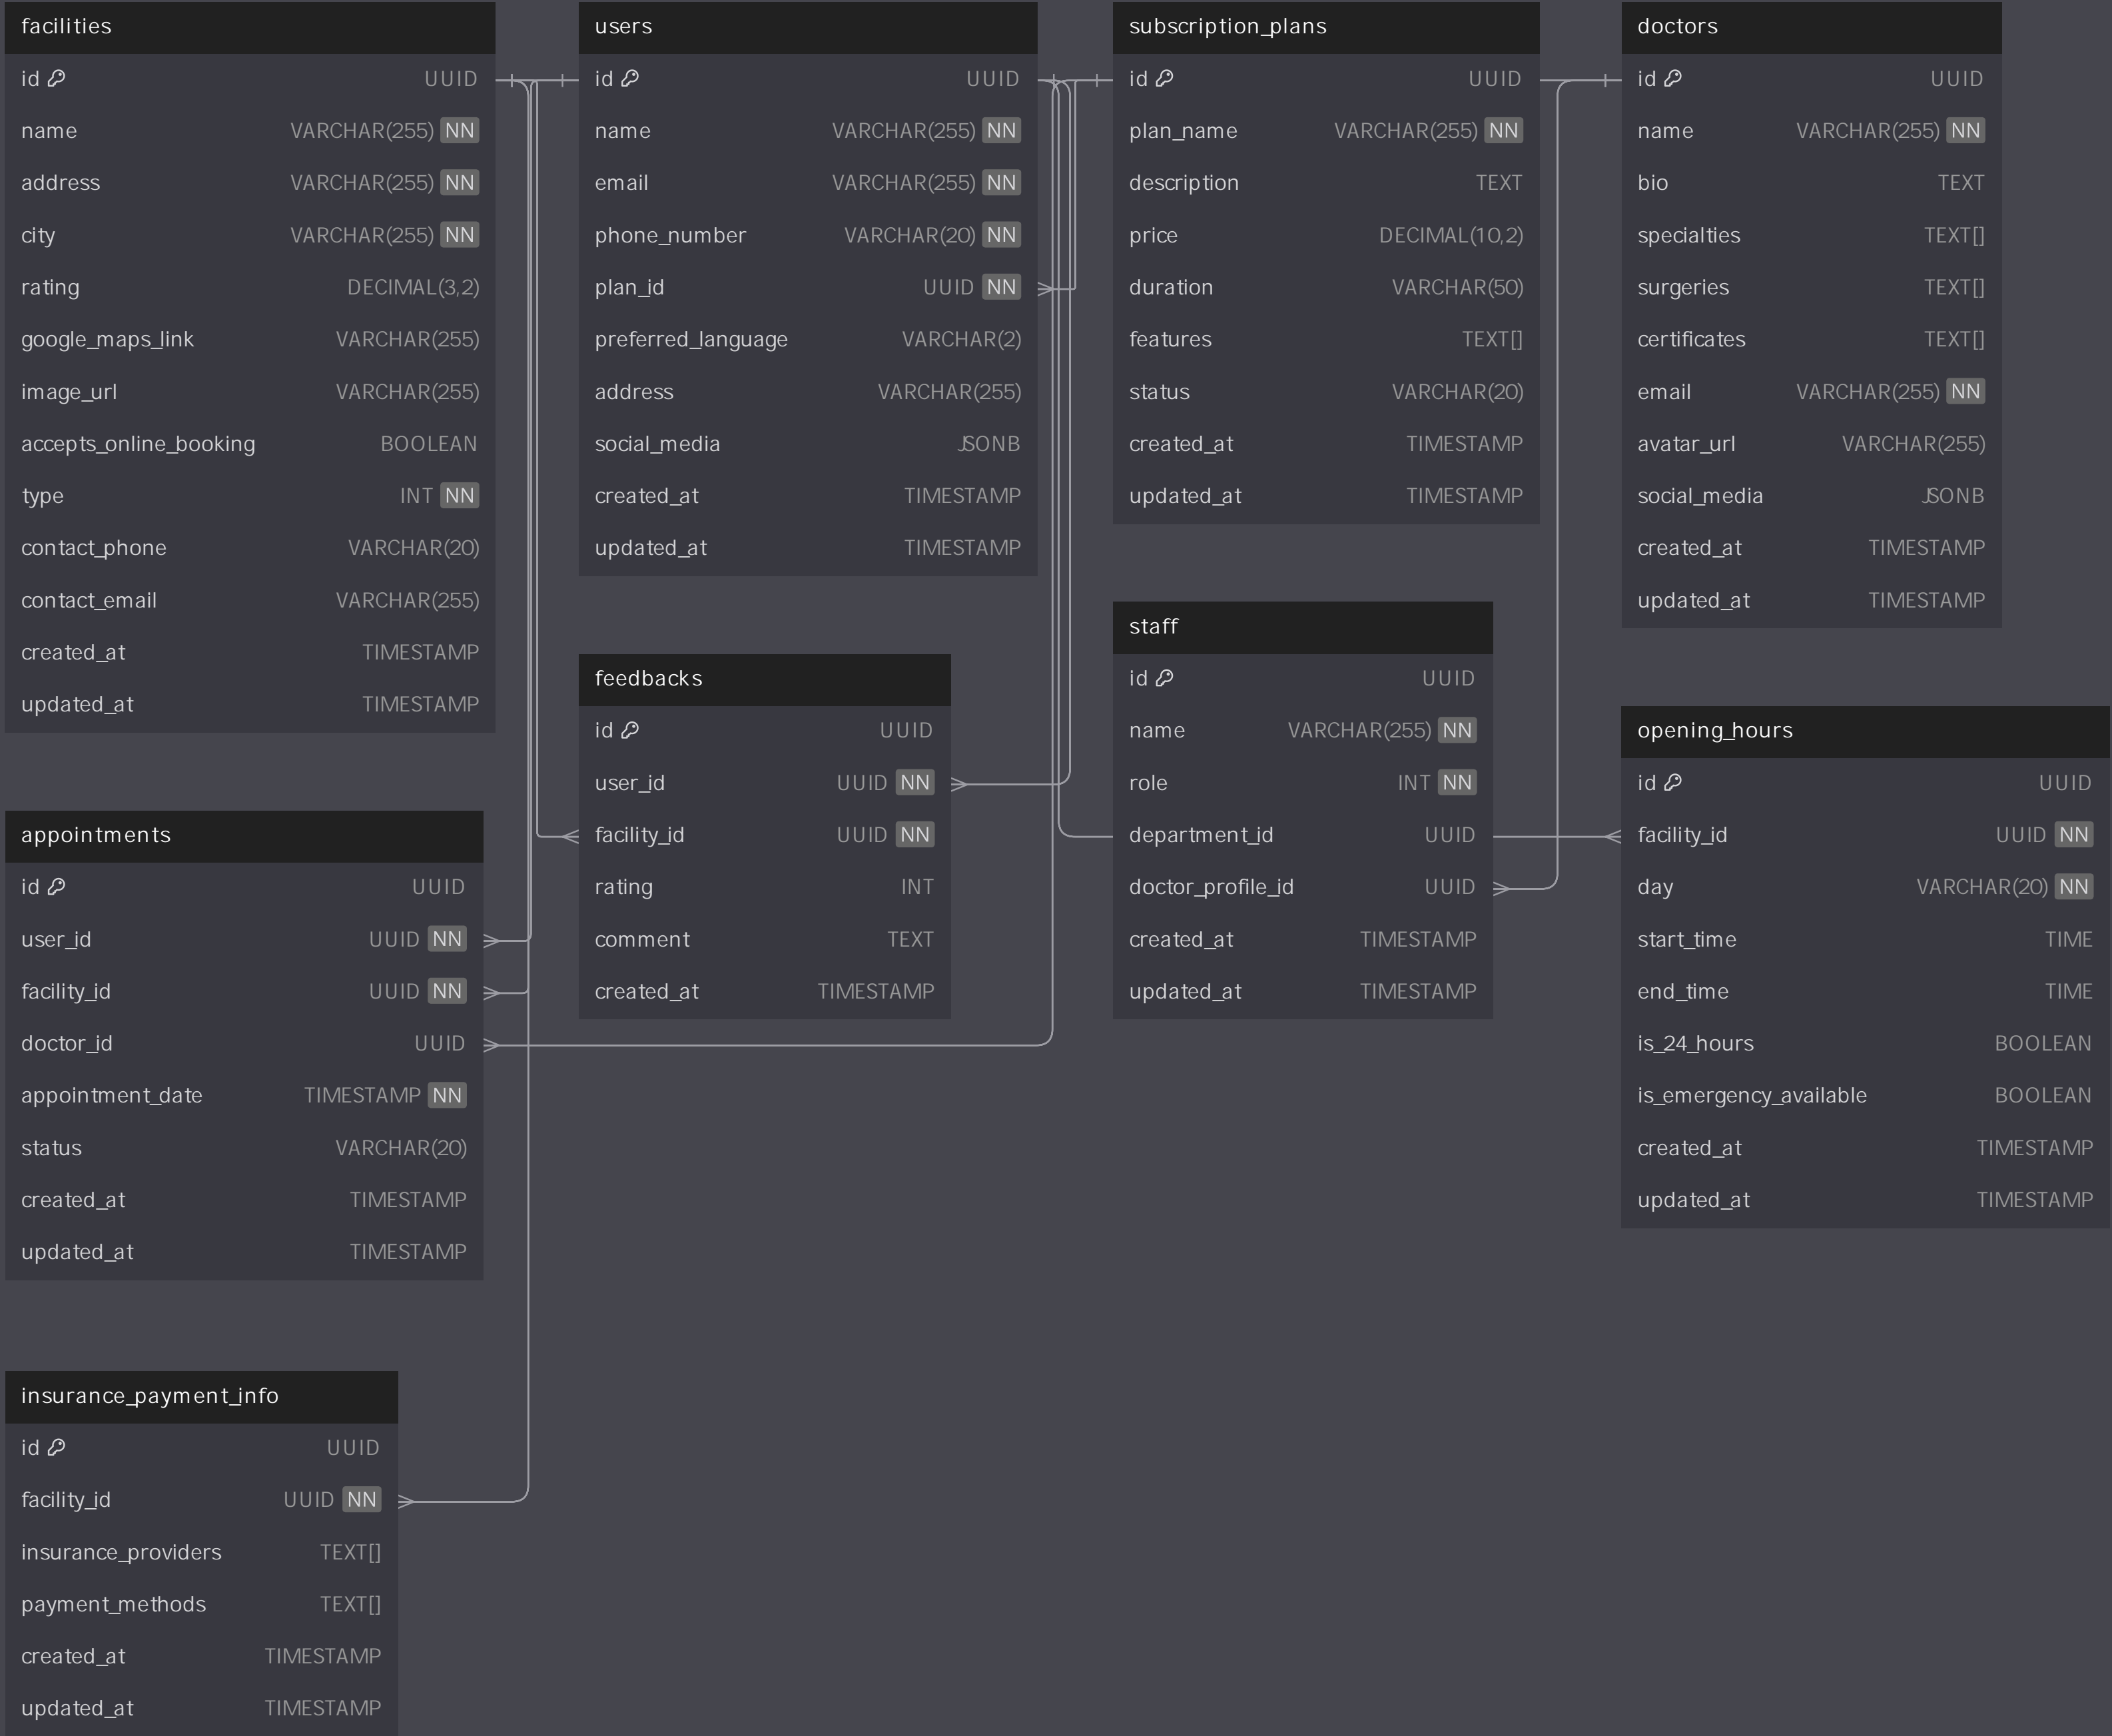 facilities
id UUID
name VARCHAR(255) NN
address VARCHAR(255) NN
city VARCHAR(255) NN
rating DECIMAL(3,2)
google_maps_link VARCHAR(255)
image_url VARCHAR(255)
accepts_online_booking BOOLEAN
type INT NN
contact_phone VARCHAR(20)
contact_email VARCHAR(255)
created_at TIMESTAMP
updated_at TIMESTAMP
users
id UUID
name VARCHAR(255) NN
email VARCHAR(255) NN
phone_number VARCHAR(20) NN
plan_id UUID NN
preferred_language VARCHAR(2)
address VARCHAR(255)
social_media JSONB
created_at TIMESTAMP
updated_at TIMESTAMP
subscription_plans
id UUID
plan_name VARCHAR(255) NN
description TEXT
price DECIMAL(10,2)
duration VARCHAR(50)
features TEXT[]
status VARCHAR(20)
created_at TIMESTAMP
updated_at TIMESTAMP
doctors
id UUID
name VARCHAR(255) NN
bio TEXT
specialties TEXT[]
surgeries TEXT[]
certificates TEXT[]
email VARCHAR(255) NN
avatar_url VARCHAR(255)
social_media JSONB
created_at TIMESTAMP
updated_at TIMESTAMP
feedbacks
id UUID
user_id UUID NN
facility_id UUID NN
rating INT
comment TEXT
created_at TIMESTAMP
staff
id UUID
name VARCHAR(255) NN
role INT NN
department_id UUID
doctor_profile_id UUID
created_at TIMESTAMP
updated_at TIMESTAMP
opening_hours
id UUID
facility_id UUID NN
day VARCHAR(20) NN
start_time TIME
end_time TIME
is_24_hours BOOLEAN
is_emergency_available BOOLEAN
created_at TIMESTAMP
updated_at TIMESTAMP
appointments
id UUID
user_id UUID NN
facility_id UUID NN
doctor_id UUID
appointment_date TIMESTAMP NN
status VARCHAR(20)
created_at TIMESTAMP
updated_at TIMESTAMP
insurance_payment_info
id UUID
facility_id UUID NN
insurance_providers TEXT[]
payment_methods TEXT[]
created_at TIMESTAMP
updated_at TIMESTAMP